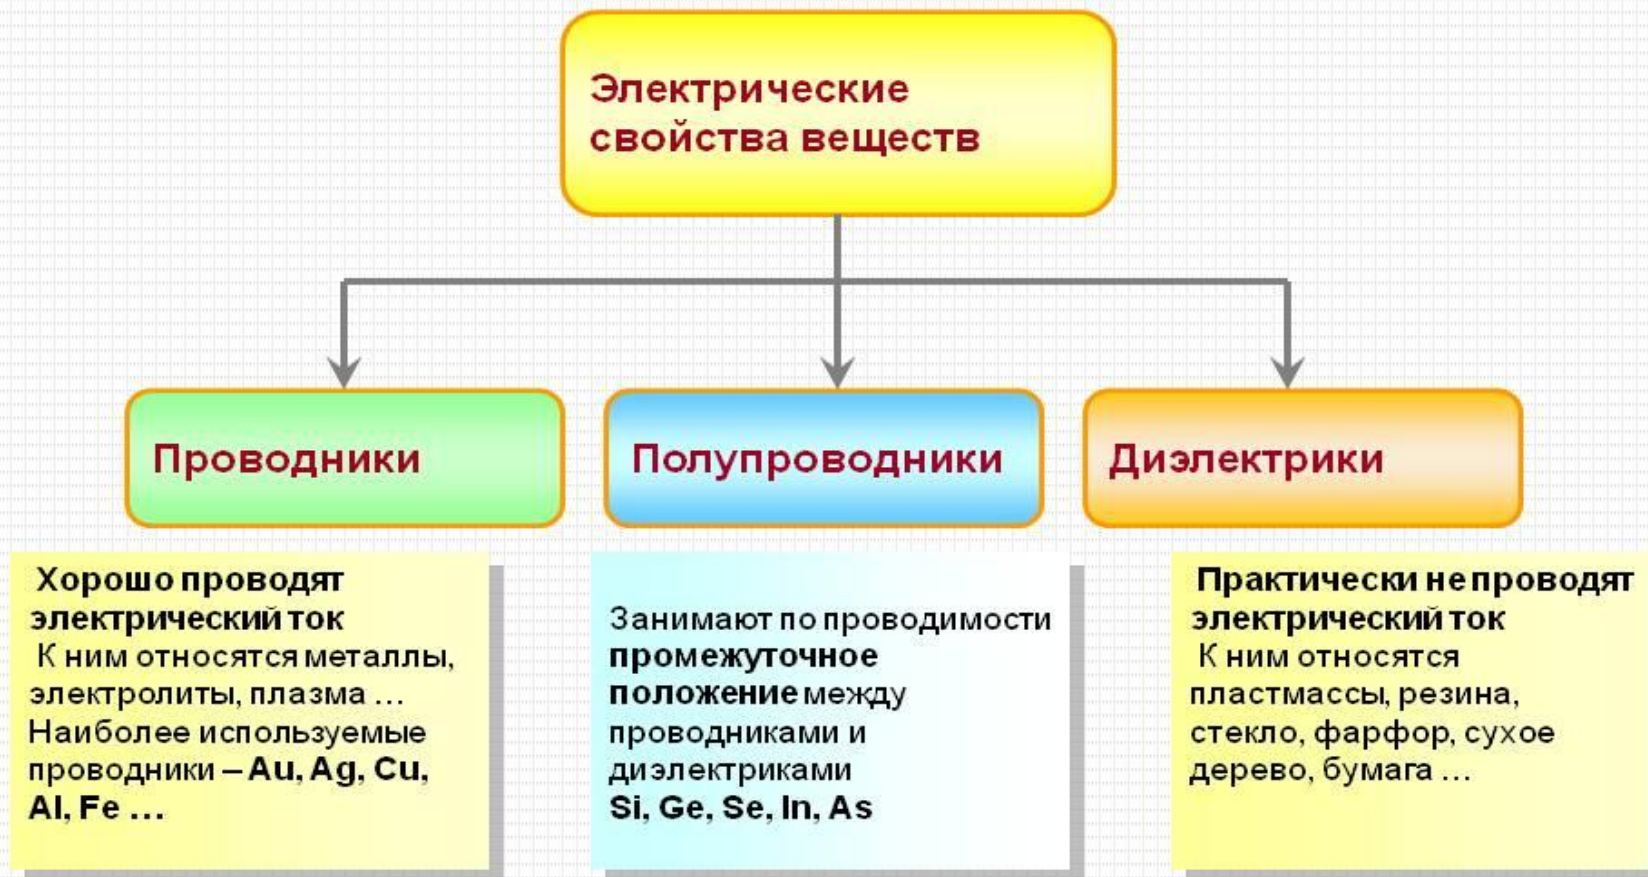 Электрические
свойства веществ
Проводники
Полупроводники
Диэлектрики
Хорошо проводят
электрический ток
К ним относятся металлы,
электролиты, плазма ...
Наиболее используемые
проводники – Au, Ag, Cu,
Al, Fe ...
Занимают по проводимости
промежуточное
положение между
проводниками и
диэлектриками
Si, Ge, Se, In, As
Практически не проводят
электрический ток
К ним относятся
пластмассы, резина,
стекло, фарфор, сухое
дерево, бумага ...